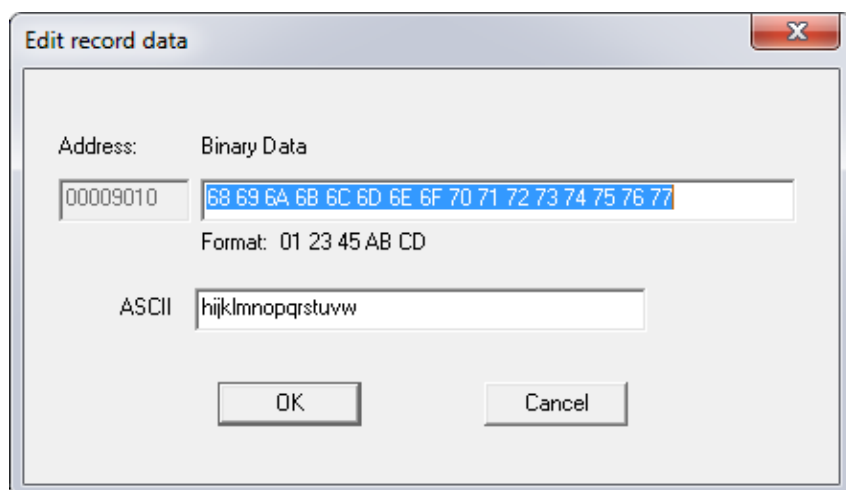 Edit record data
Address: Binary Data
00009010 68 69 6A 6B 6C 6D 6E 6F 70 71 72 73 74 75 76 77
Format: 01 23 45 AB CD
ASCII hijklmnopqrstuvw
OK Cancel